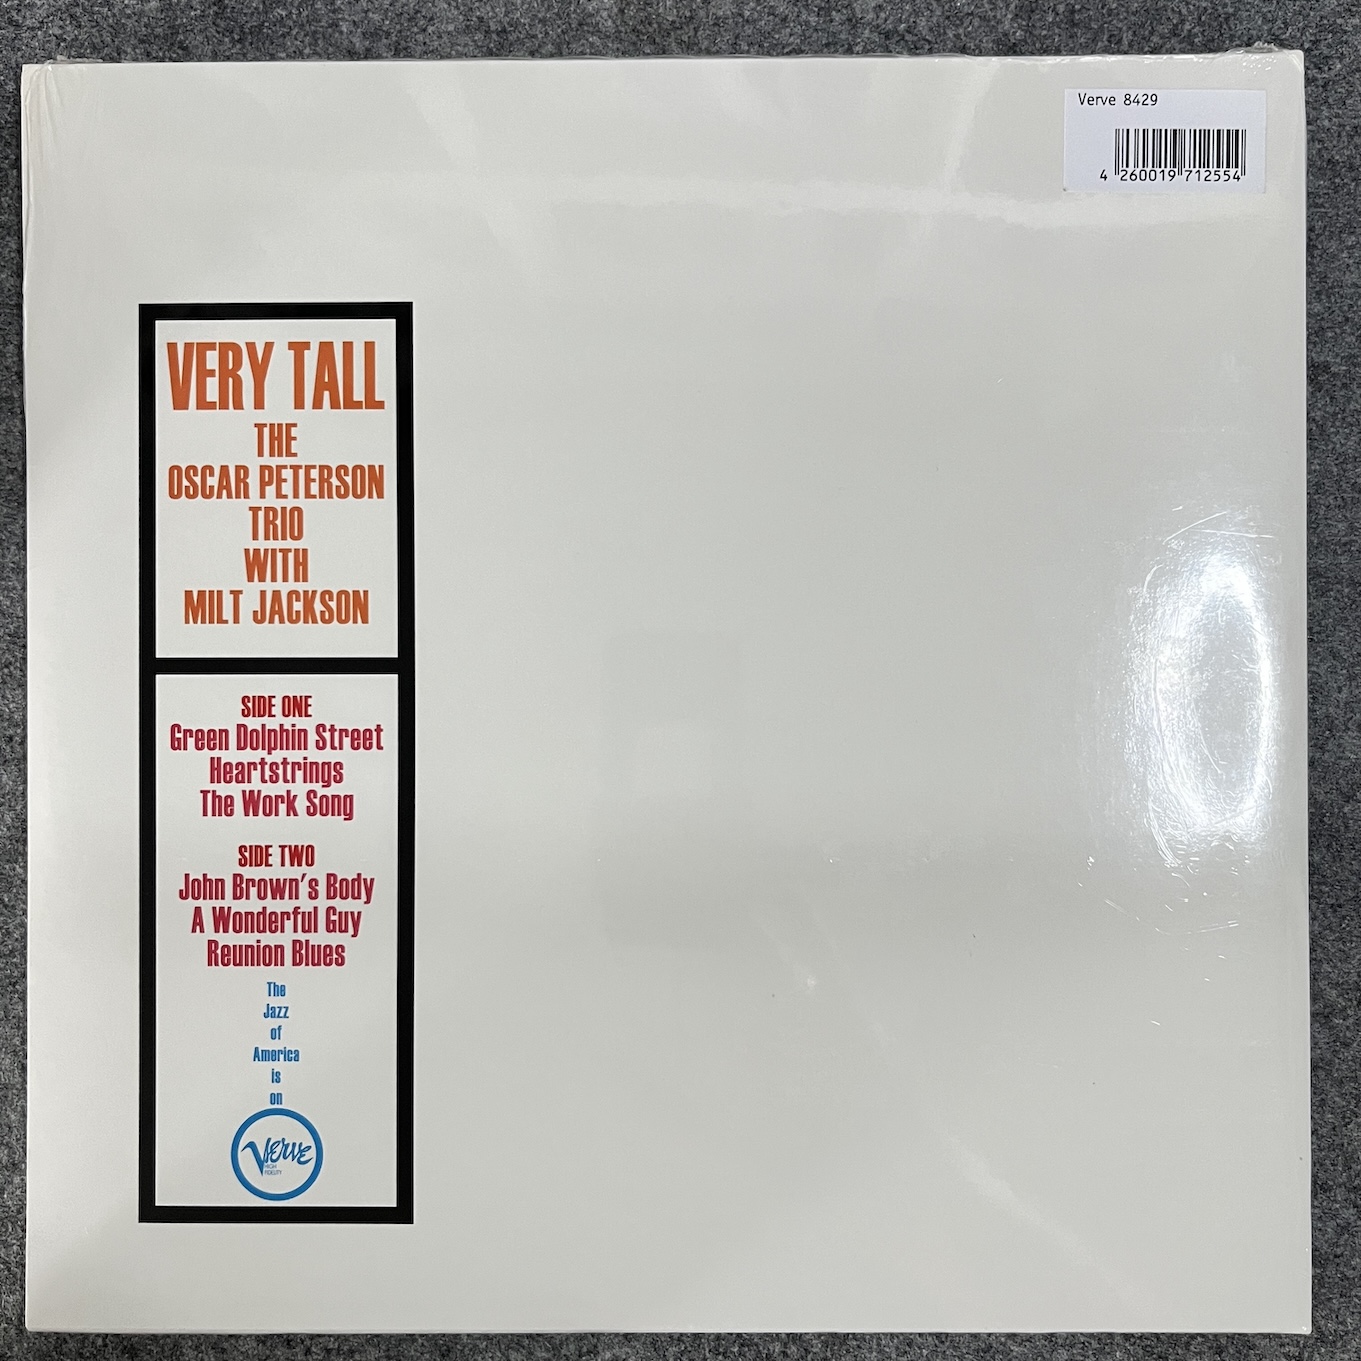 Verve 8429
4 260019 712554
VERY TALL
THE
OSCAR PETERSON
TRIO
WITH
MILT JACKSON
SIDE ONE
Green Dolphin Street
Heartstrings
The Work Song
SIDE TWO
John Brown's Body
A Wonderful Guy
Reunion Blues
The
Jazz
of
America
is
on
Verve
HIGH
FIDELITY